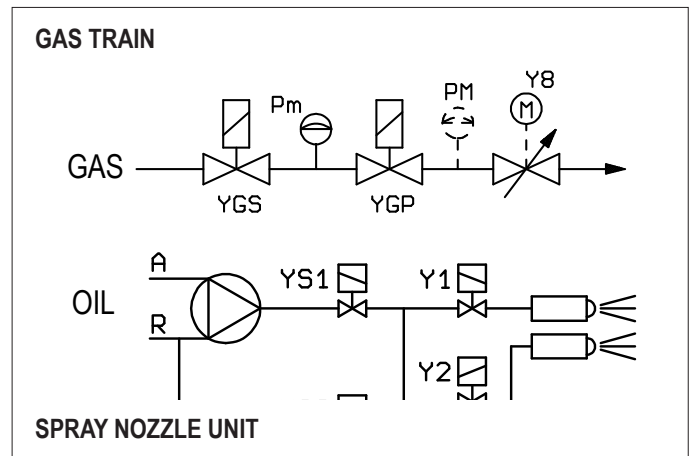 GAS TRAIN
Pm
PM
Y8
M
GAS
YGS
YGP
A
YS1
Y1
OIL
R
Y2
SPRAY NOZZLE UNIT